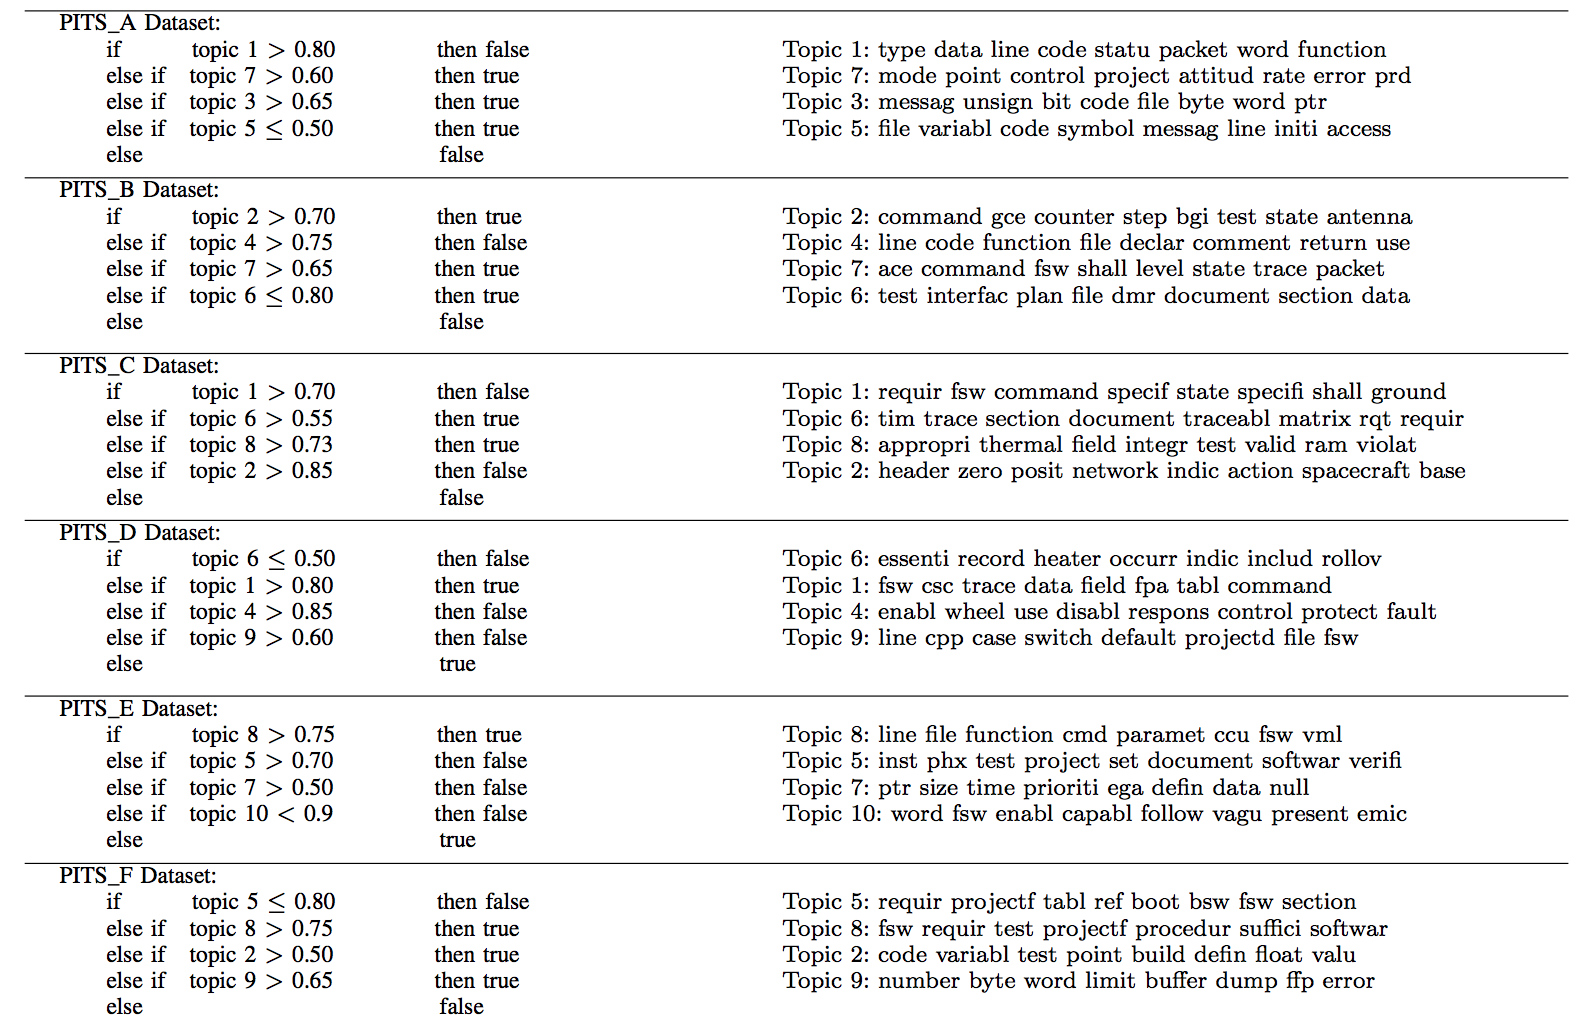 PITS_A Dataset:
if topic 1 > 0.80 then false Topic 1: type data line code statu packet word function
else if topic 7 > 0.60 then true Topic 7: mode point control project attitud rate error prd
else if topic 3 > 0.65 then true Topic 3: messag unsign bit code file byte word ptr
else if topic 5 ≤ 0.50 then true Topic 5: file variabl code symbol messag line initi access
else false
PITS_B Dataset:
if topic 2 > 0.70 then true Topic 2: command gce counter step bgi test state antenna
else if topic 4 > 0.75 then false Topic 4: line code function file declar comment return use
else if topic 7 > 0.65 then true Topic 7: ace command fsw shall level state trace packet
else if topic 6 ≤ 0.80 then true Topic 6: test interfac plan file dmr document section data
else false
PITS_C Dataset:
if topic 1 > 0.70 then false Topic 1: requir fsw command specif state specifi shall ground
else if topic 6 > 0.55 then true Topic 6: tim trace section document traceabl matrix rqt requir
else if topic 8 > 0.73 then true Topic 8: appropri thermal field integr test valid ram violat
else if topic 2 > 0.85 then false Topic 2: header zero posit network indic action spacecraft base
else false
PITS_D Dataset:
if topic 6 ≤ 0.50 then false Topic 6: essenti record heater occurr indic includ rollov
else if topic 1 > 0.80 then true Topic 1: fsw csc trace data field fpa tabl command
else if topic 4 > 0.85 then false Topic 4: enabl wheel use disabl respons control protect fault
else if topic 9 > 0.60 then false Topic 9: line cpp case switch default projectd file fsw
else true
PITS_E Dataset:
if topic 8 > 0.75 then true Topic 8: line file function cmd paramet ccu fsw vml
else if topic 5 > 0.70 then false Topic 5: inst phx test project set document softwar verifi
else if topic 7 > 0.50 then false Topic 7: ptr size time prioriti ega defin data null
else if topic 10 < 0.9 then false Topic 10: word fsw enabl capabl follow vagu present emic
else true
PITS_F Dataset:
if topic 5 ≤ 0.80 then false Topic 5: requir projectf tabl ref boot bsw fsw section
else if topic 8 > 0.75 then true Topic 8: fsw requir test projectf procedur suffici softwar
else if topic 2 > 0.50 then true Topic 2: code variabl test point build defin float valu
else if topic 9 > 0.65 then true Topic 9: number byte word limit buffer dump ffp error
else false